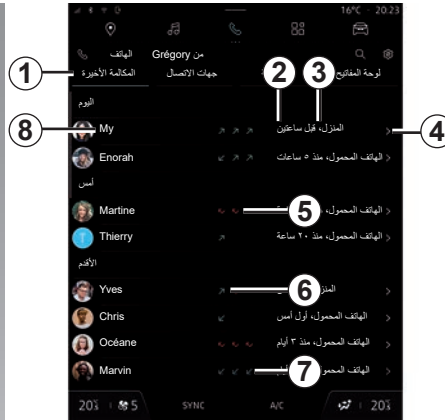 16°C 20:23
الهاتف من Grégory
المكالمة الأخيرة جهات الاتصال لوحة المفاتيح
1
2
3
اليوم
8 My المنزل، قبل ساعتين 4
Enorah الهاتف المحمول، منذ ٥ ساعات
أمس
Martine 5 الهاتف المحمول،
Thierry الهاتف المحمول، منذ ٢٠ ساعة
الأقدم
Yves 6
Chris الهاتف المحمول، أول أمس
Océane الهاتف المحمول، منذ ٣ أيام
Marvin 7 الهاتف المحمول،
20 5 SYNC A/C 20